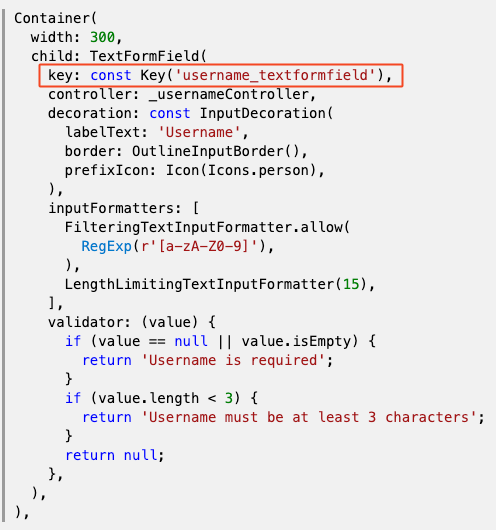 Container(
  width: 300,
  child: TextFormField(
    key: const Key('username_textformfield'),
    controller: _usernameController,
    decoration: const InputDecoration(
      labelText: 'Username',
      border: OutlineInputBorder(),
      prefixIcon: Icon(Icons.person),
    ),
    inputFormatters: [
      FilteringTextInputFormatter.allow(
        RegExp(r'[a-zA-Z0-9]'),
      ),
      LengthLimitingTextInputFormatter(15),
    ],
    validator: (value) {
      if (value == null || value.isEmpty) {
        return 'Username is required';
      }
      if (value.length < 3) {
        return 'Username must be at least 3 characters';
      }
      return null;
    },
  ),
),